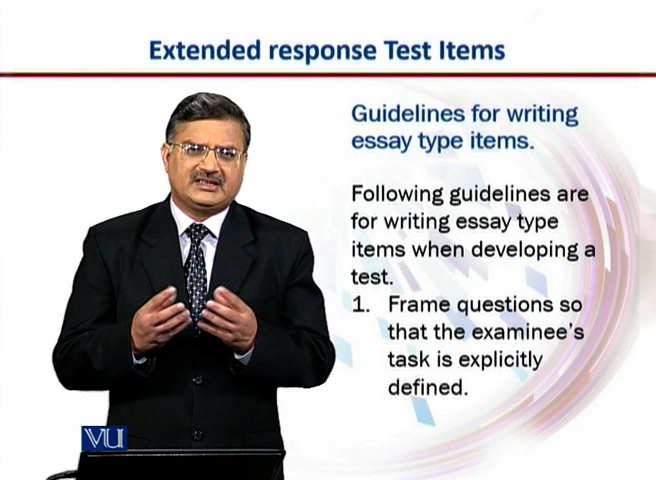 Extended response Test Items
Guidelines for writing
essay type items.
Following guidelines are
for writing essay type
items when developing a
test.
1. Frame questions so
that the examinee's
task is explicitly
defined.
VU